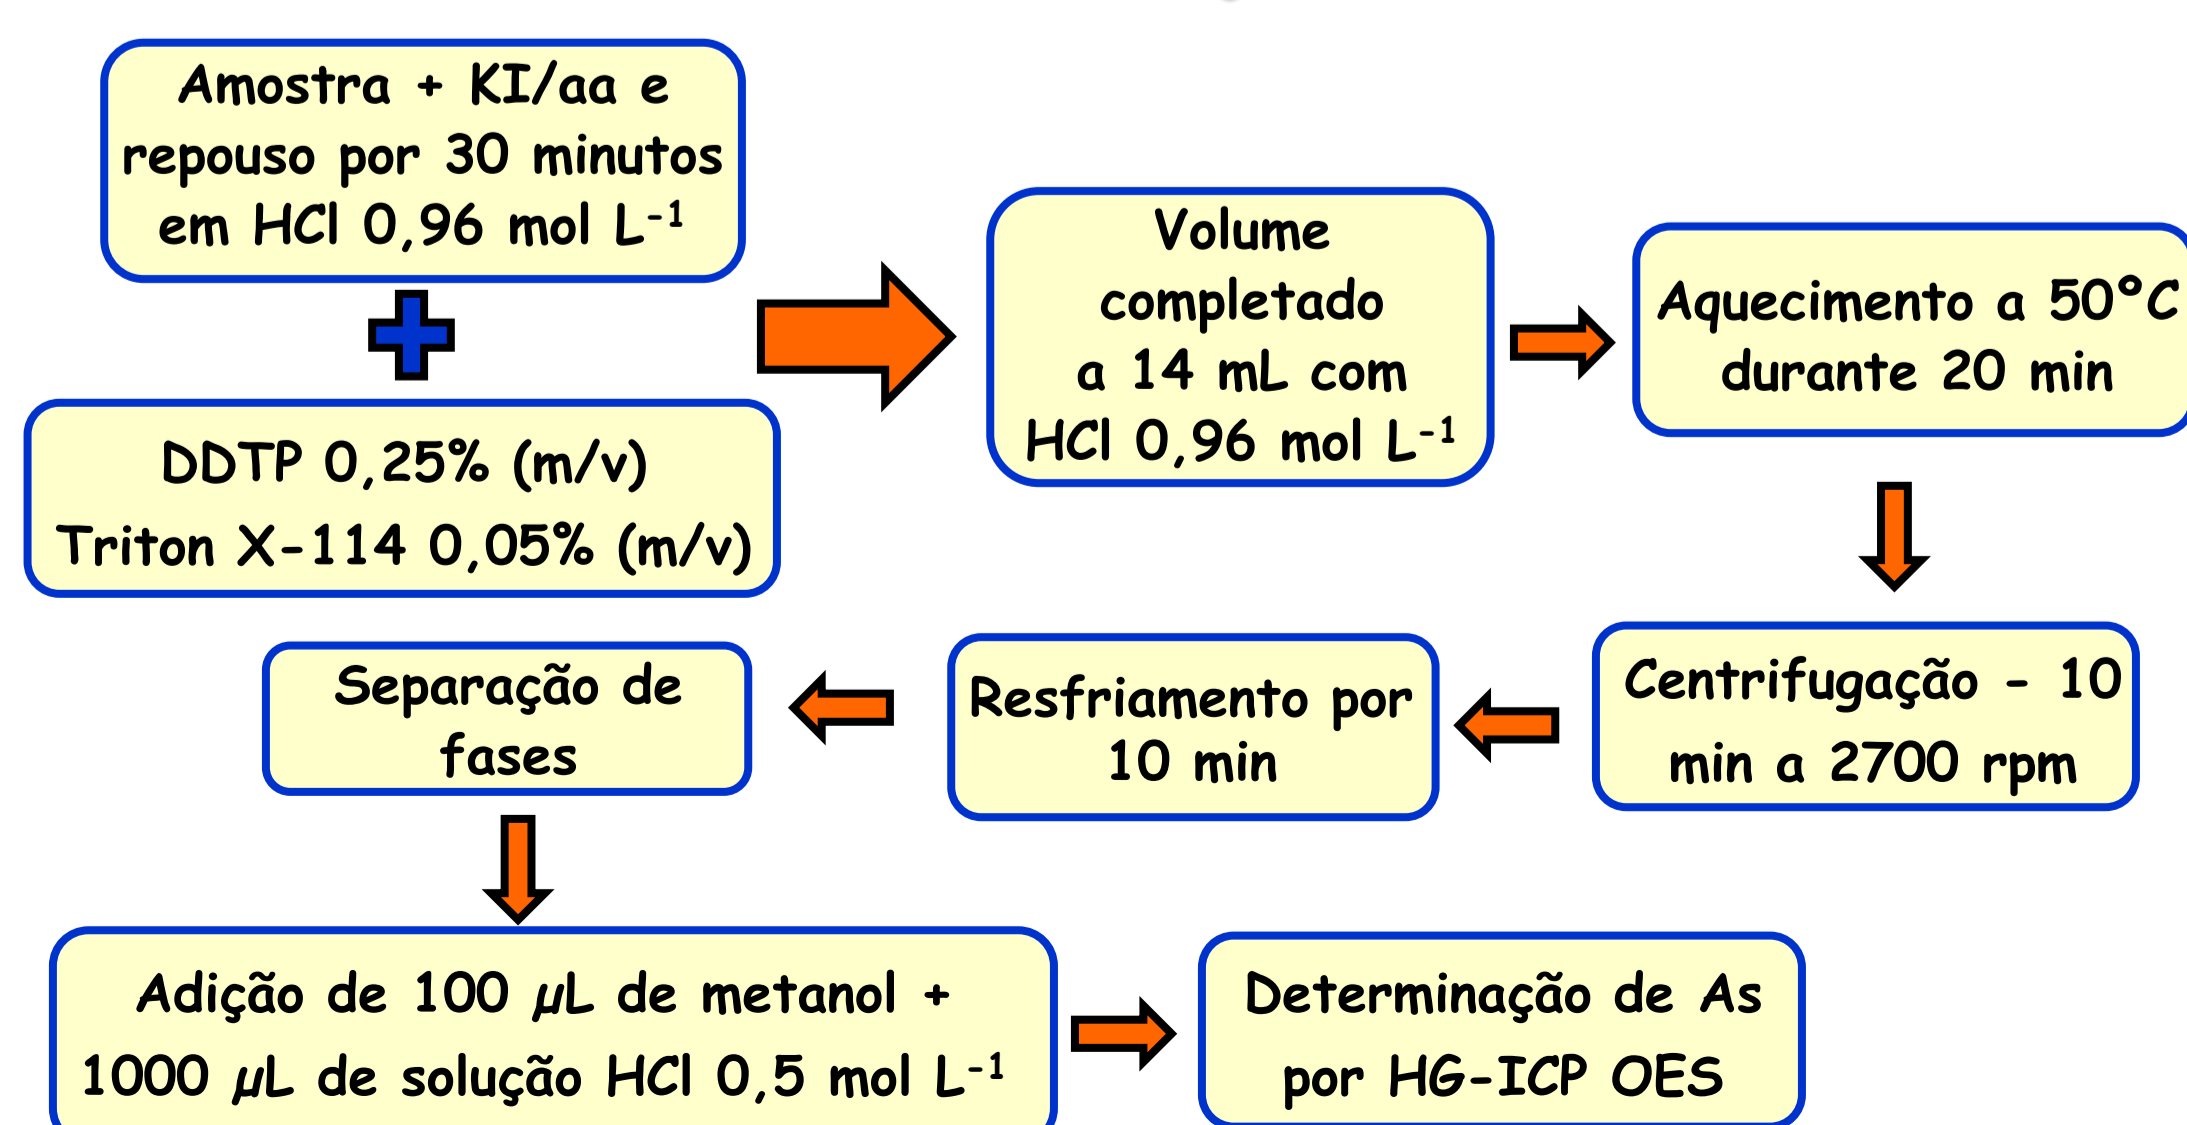 Amostra + KI/aa e
repouso por 30 minutos
em HCl 0,96 mol L⁻¹
DDTP 0,25% (m/v)
Triton X-114 0,05% (m/v)
Volume
completado
a 14 mL com
HCl 0,96 mol L⁻¹
Aquecimento a 50ºC
durante 20 min
Centrifugação - 10
min a 2700 rpm
Resfriamento por
10 min
Separação de
fases
Adição de 100 µL de metanol +
1000 µL de solução HCl 0,5 mol L⁻¹
Determinação de As
por HG-ICP OES